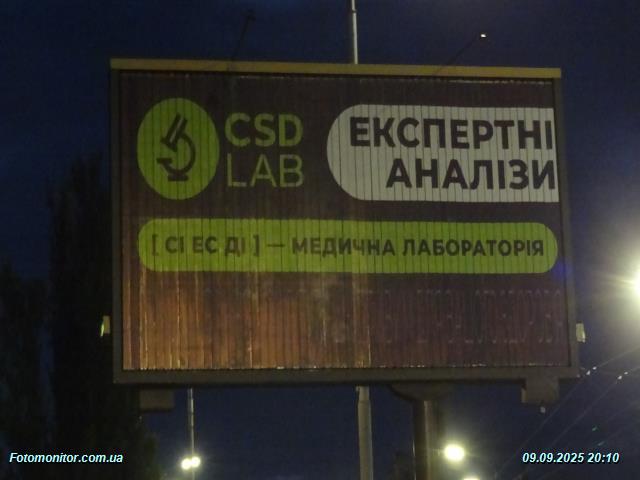 CSD
LAB
ЕКСПЕРТНІ
АНАЛІЗИ
[ СІ ЕС ДІ ] — МЕДИЧНА ЛАБОРАТОРІЯ
Fotomonitor.com.ua
09.09.2025 20:10